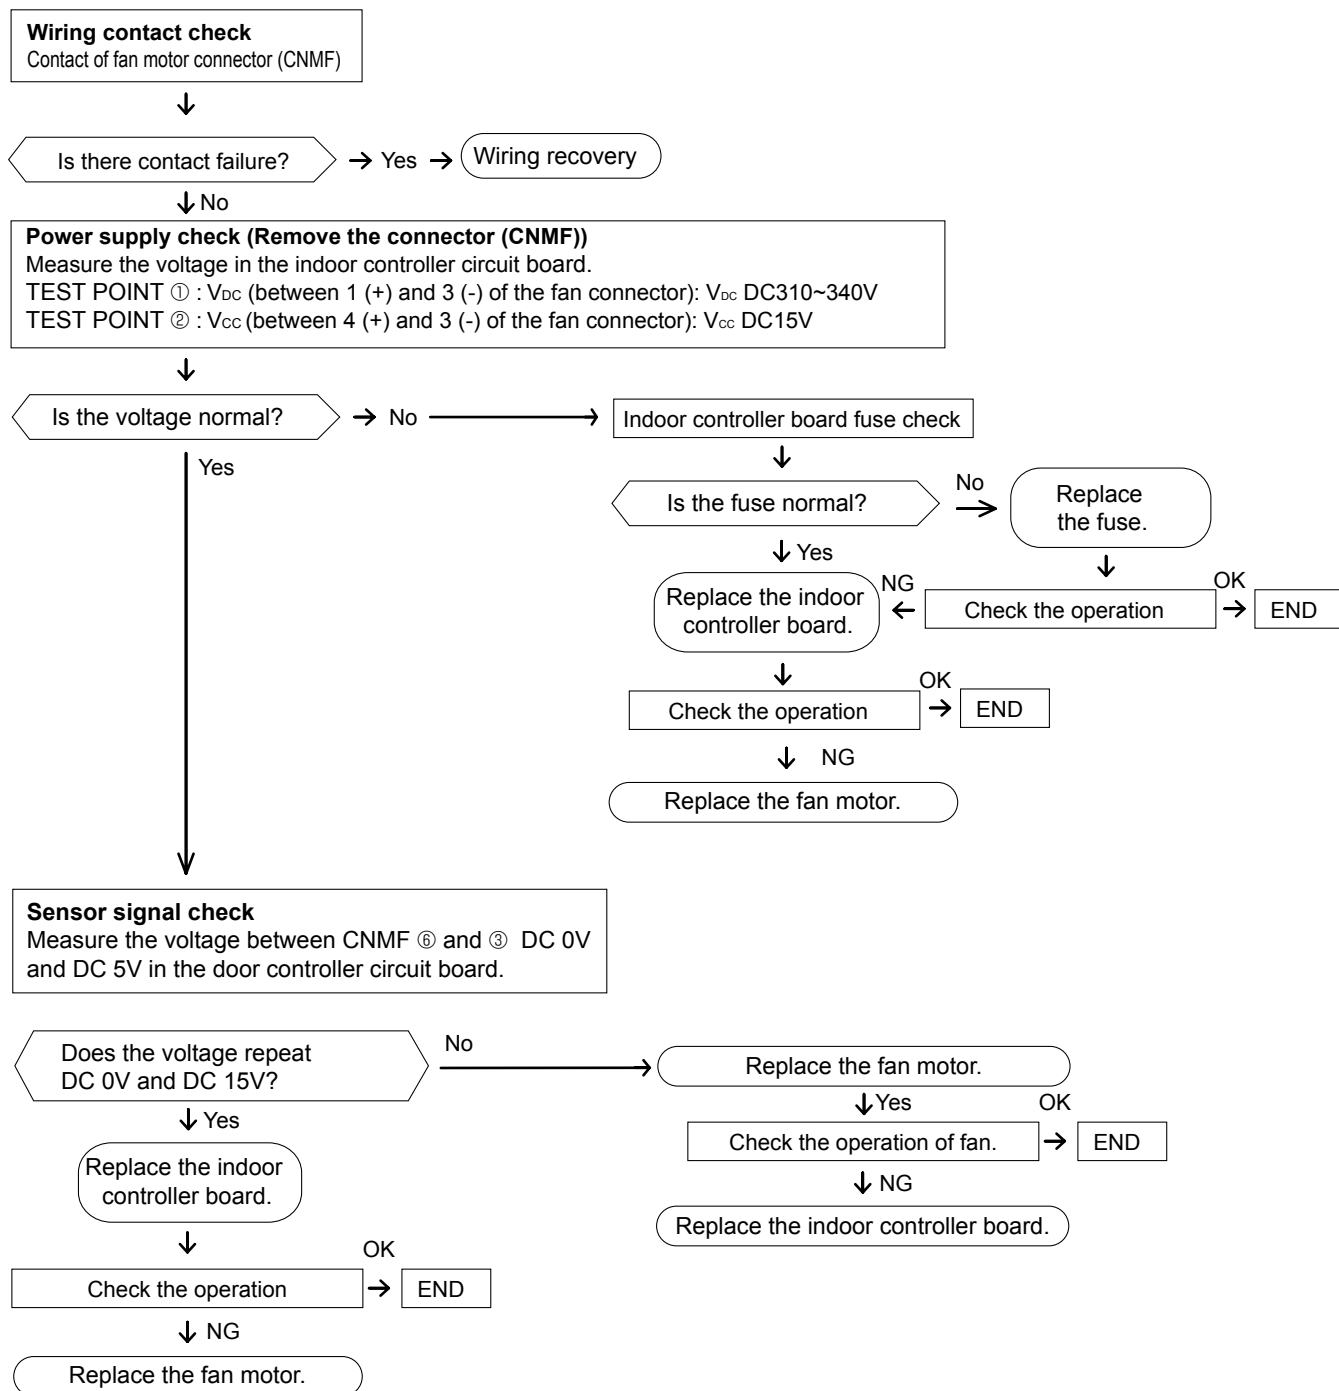 Wiring contact check
Contact of fan motor connector (CNMF)
Is there contact failure?
Yes
Wiring recovery
No
Power supply check (Remove the connector (CNMF))
Measure the voltage in the indoor controller circuit board.
TEST POINT ① : VDC (between 1 (+) and 3 (-) of the fan connector): VDC DC310~340V
TEST POINT ② : VCC (between 4 (+) and 3 (-) of the fan connector): VCC DC15V
Is the voltage normal?
No
Indoor controller board fuse check
Yes
Is the fuse normal?
No
Replace
the fuse.
Yes
Replace the indoor
controller board.
NG
Check the operation
OK
END
Check the operation
OK
END
NG
Replace the fan motor.
Sensor signal check
Measure the voltage between CNMF ⑥ and ③ DC 0V
and DC 5V in the door controller circuit board.
Does the voltage repeat
DC 0V and DC 15V?
No
Replace the fan motor.
Yes
Check the operation of fan.
OK
END
NG
Replace the indoor controller board.
Yes
Replace the indoor
controller board.
Check the operation
OK
END
NG
Replace the fan motor.